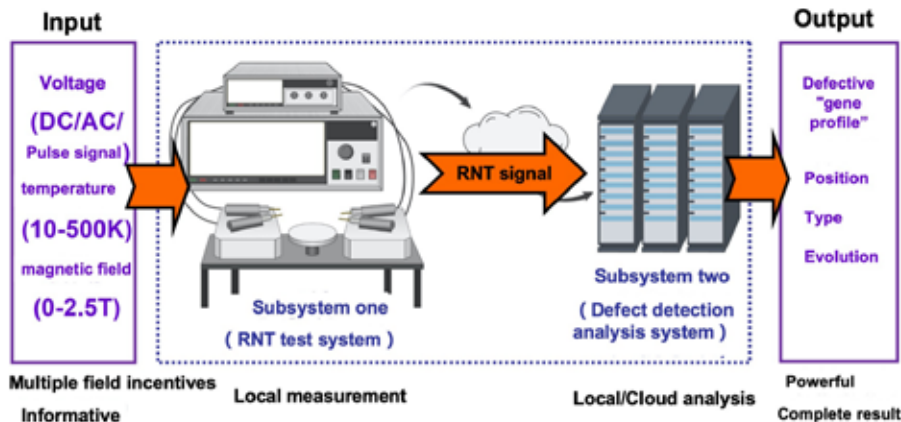 Input
Voltage
(DC/AC/
Pulse signal)
temperature
(10-500K)
magnetic field
(0-2.5T)
Multiple field incentives
Informative
Subsystem one
( RNT test system )
Local measurement
RNT signal
Subsystem two
( Defect detection
analysis system )
Local/Cloud analysis
Output
Defective
"gene
profile"
Position
Type
Evolution
Powerful
Complete result